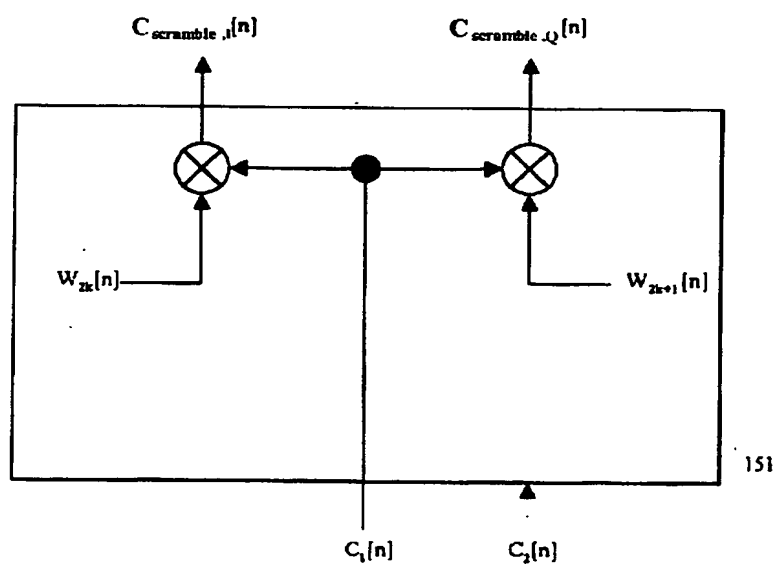 C scramble ,I[n]
C scramble ,Q[n]
W2k[n]
W2k+1[n]
151
C1[n]
C2[n]